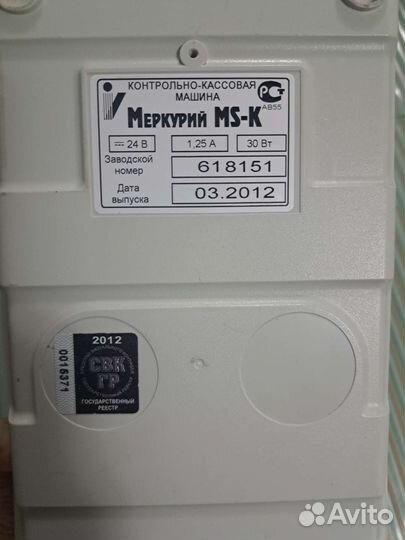 КОНТРОЛЬНО-КАССОВАЯ
МАШИНА
РСТ
АВ55
МЕРКУРИЙ MS-K
24 В 1,25 А 30 Вт
Заводской номер 618151
Дата выпуска 03.2012
2012
0016371
СВК
ГР
ГОСУДАРСТВЕННЫЙ
РЕЕСТР
Avito